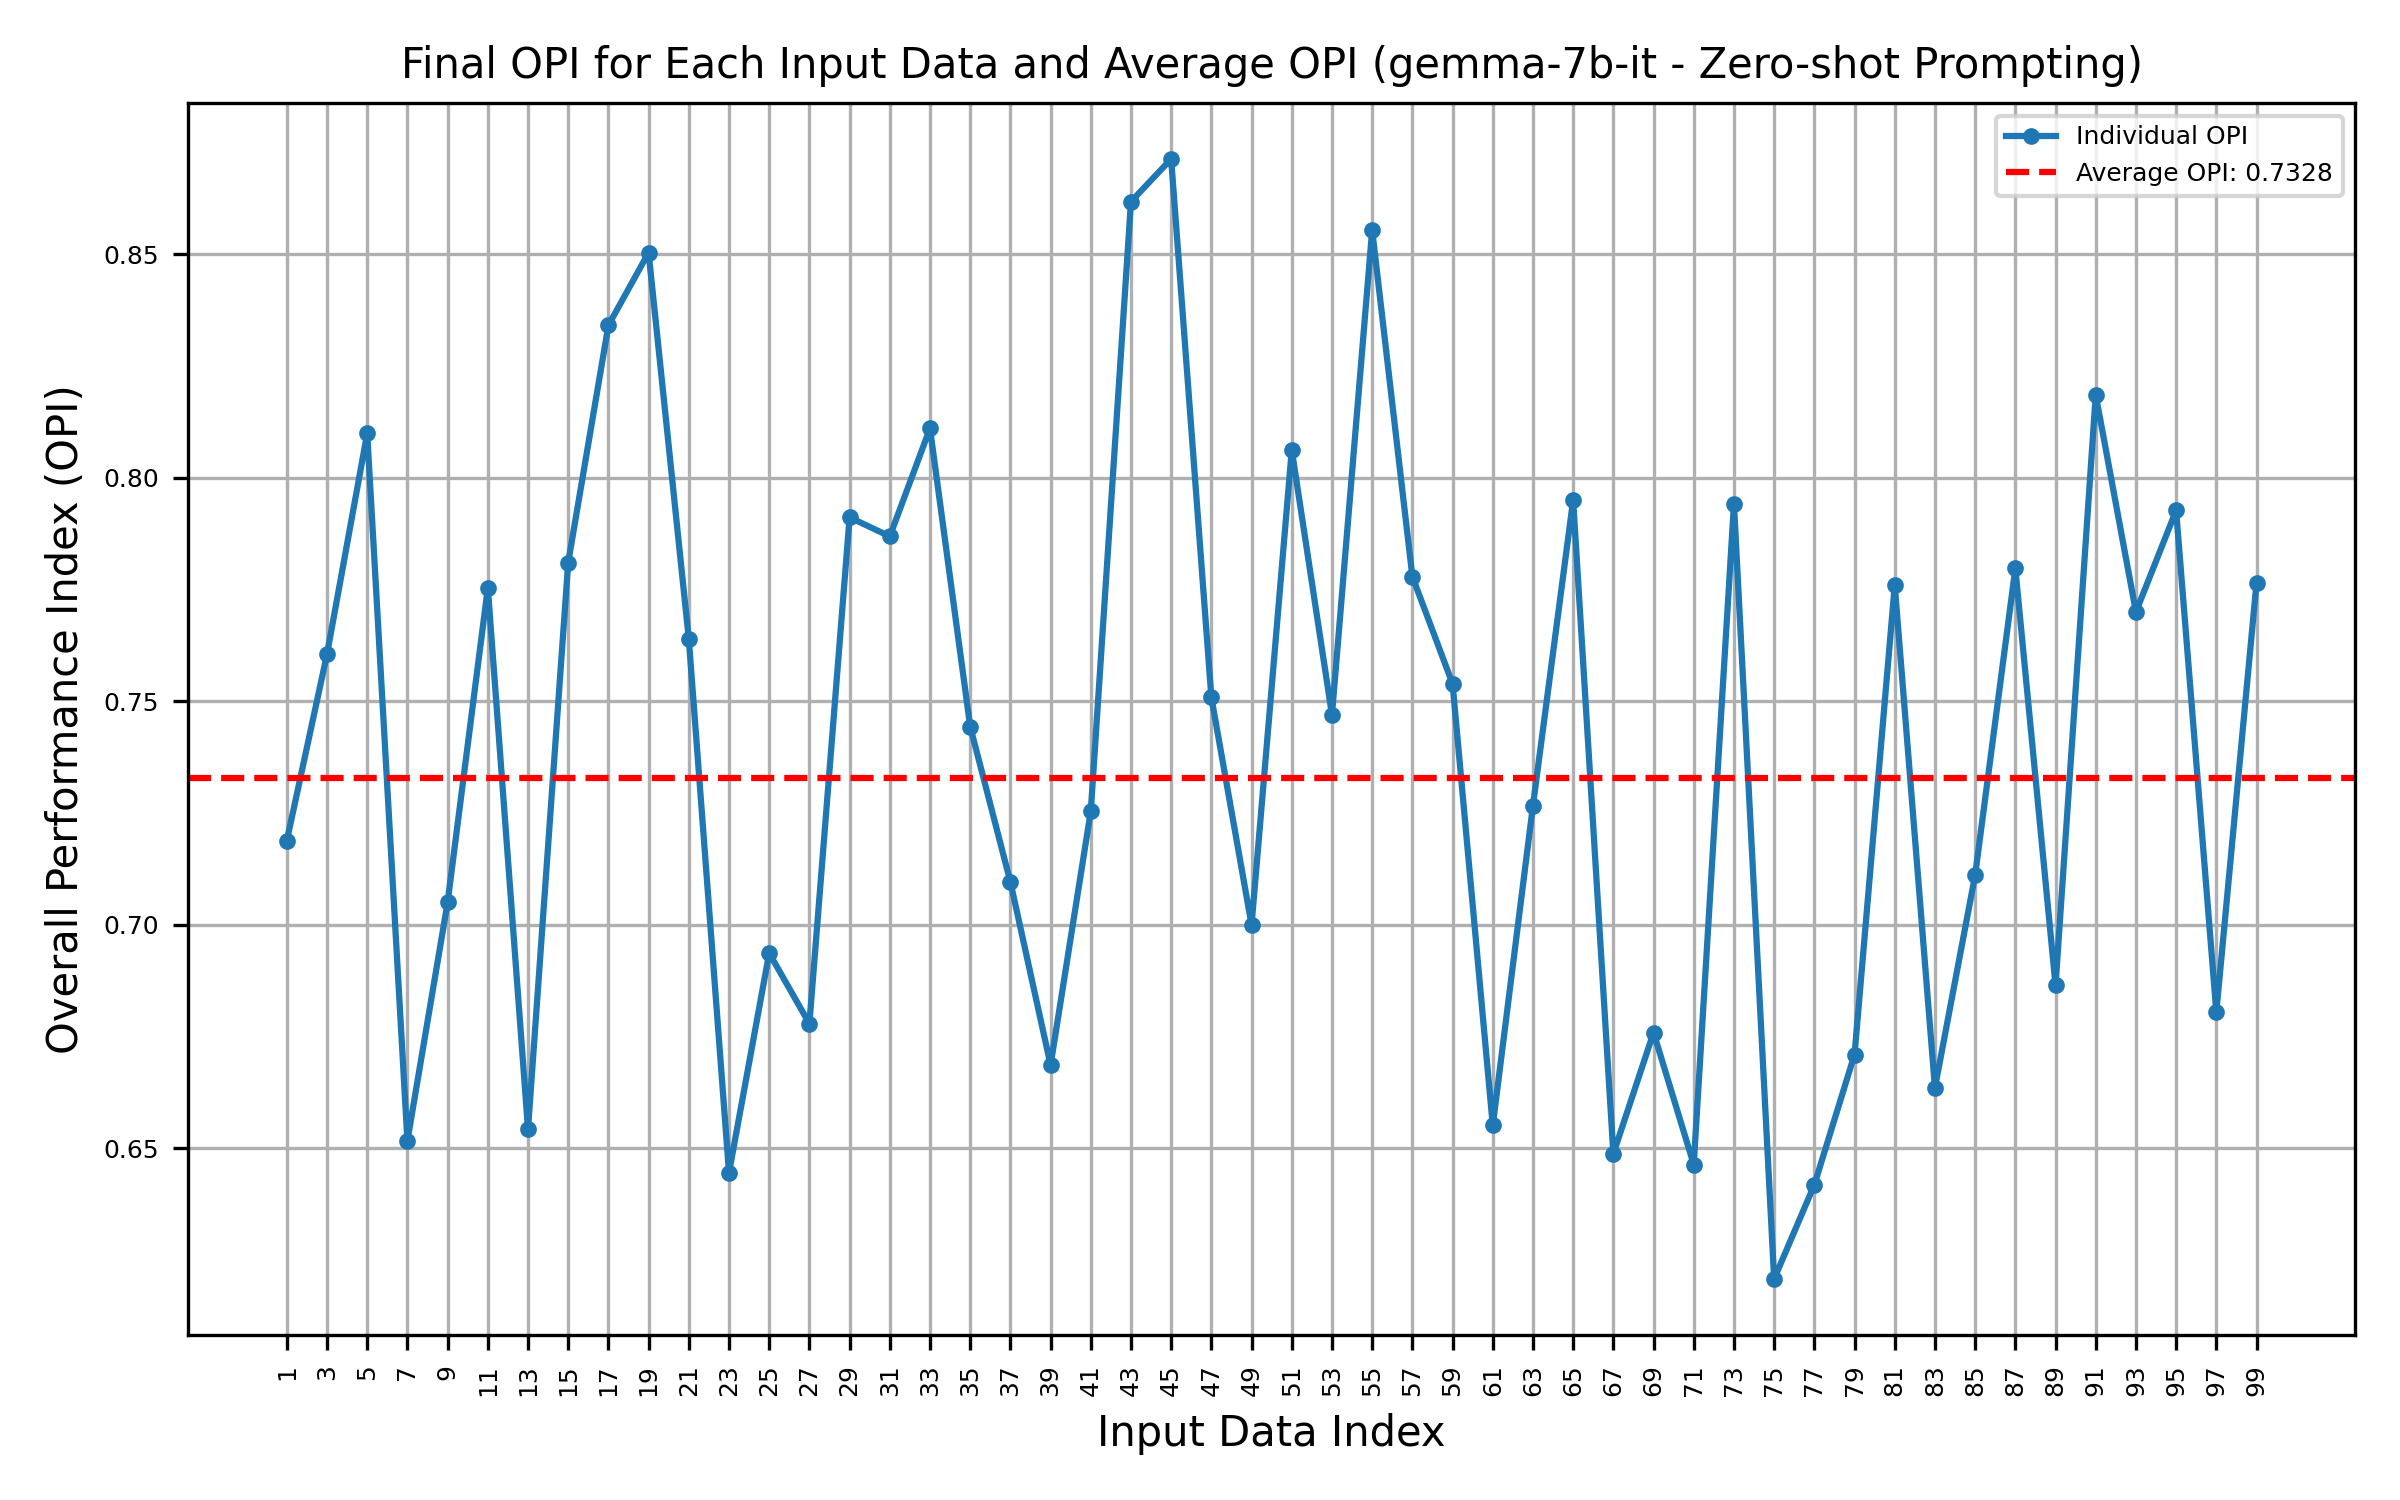 Final OPI for Each Input Data and Average OPI (gemma-7b-it - Zero-shot Prompting)
Individual OPI
Average OPI: 0.7328
Overall Performance Index (OPI)
0.85
0.80
0.75
0.70
0.65
1 3 5 7 9 11 13 15 17 19 21 23 25 27 29 31 33 35 37 39 41 43 45 47 49 51 53 55 57 59 61 63 65 67 69 71 73 75 77 79 81 83 85 87 89 91 93 95 97 99
Input Data Index